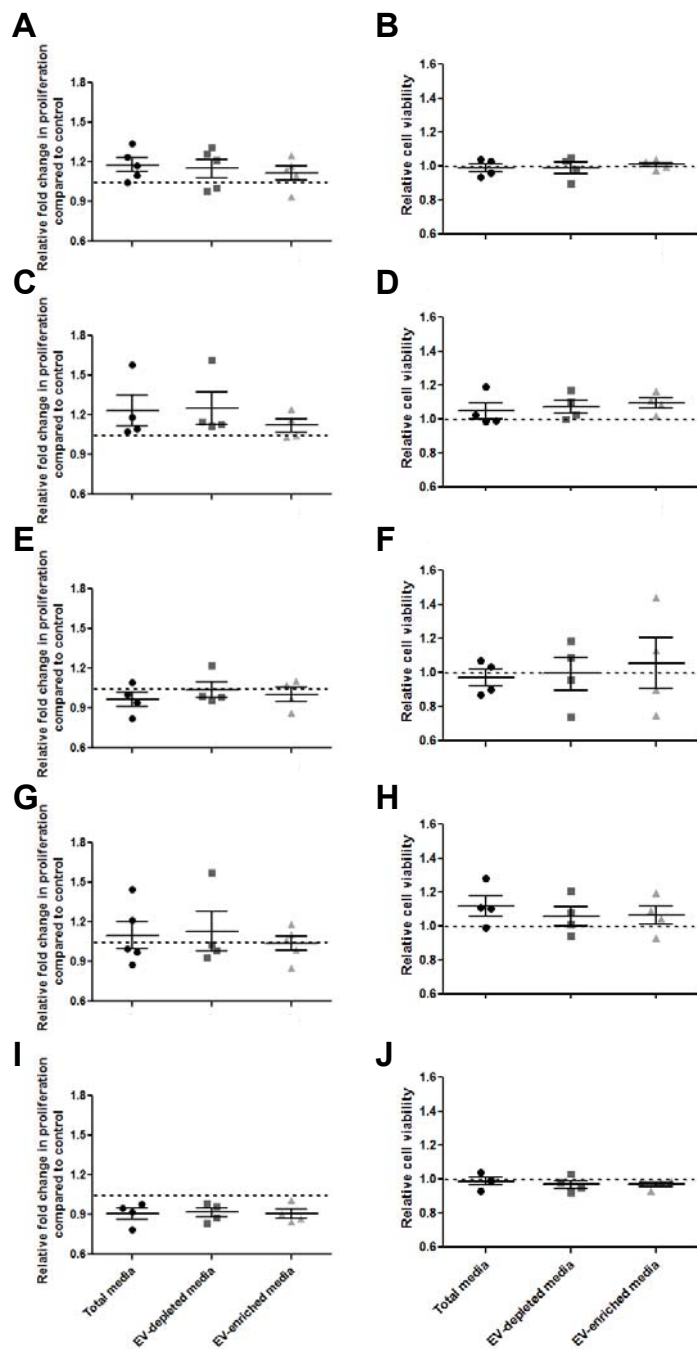 A
Relative fold change in proliferation
compared to control
1.8
1.5
1.2
0.9
0.6
B
Relative cell viability
1.6
1.4
1.2
1.0
0.8
0.6
C
Relative fold change in proliferation
compared to control
1.8
1.5
1.2
0.9
0.6
D
Relative cell viability
1.6
1.4
1.2
1.0
0.8
0.6
E
Relative fold change in proliferation
compared to control
1.8
1.5
1.2
0.9
0.6
F
Relative cell viability
1.6
1.4
1.2
1.0
0.8
0.6
G
Relative fold change in proliferation
compared to control
1.8
1.5
1.2
0.9
0.6
H
Relative cell viability
1.6
1.4
1.2
1.0
0.8
0.6
I
Relative fold change in proliferation
compared to control
1.8
1.5
1.2
0.9
0.6
Total media
EV-depleted media
EV-enriched media
J
Relative cell viability
1.6
1.4
1.2
1.0
0.8
0.6
Total media
EV-depleted media
EV-enriched media